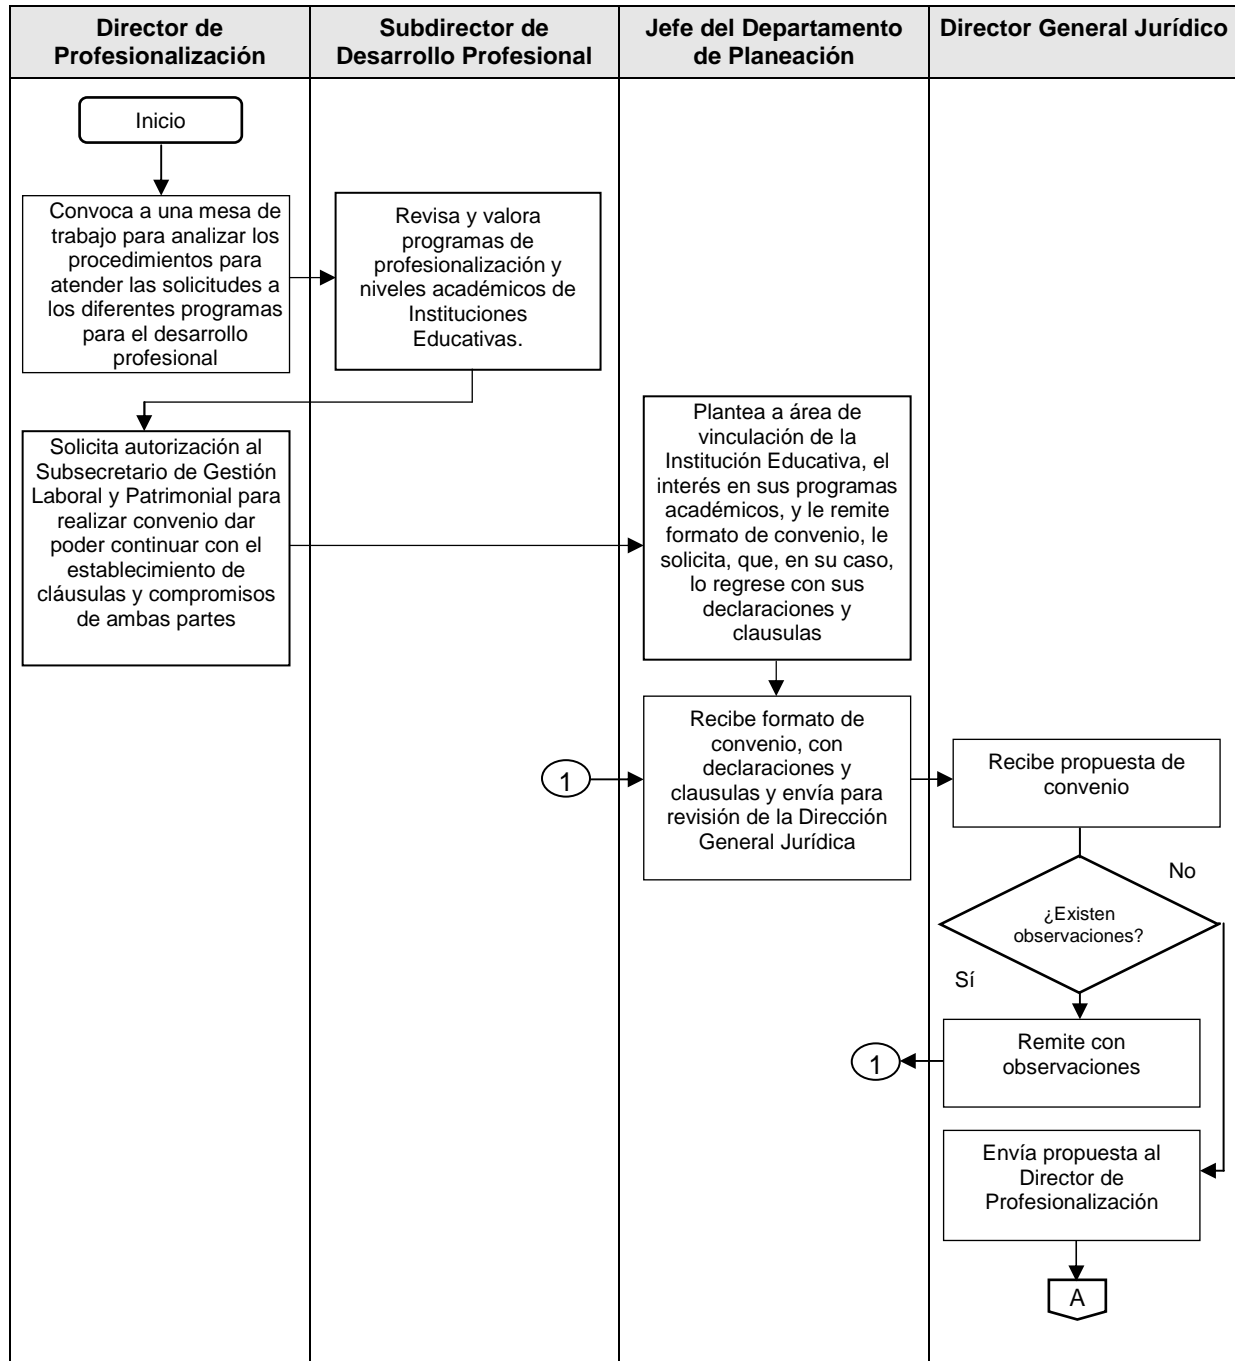 Director de
Profesionalización
Subdirector de
Desarrollo Profesional
Jefe del Departamento
de Planeación
Director General Jurídico
Inicio
Convoca a una mesa de
trabajo para analizar los
procedimientos para
atender las solicitudes a
los diferentes programas
para el desarrollo
profesional
Revisa y valora
programas de
profesionalización y
niveles académicos de
Instituciones
Educativas.
Solicita autorización al
Subsecretario de Gestión
Laboral y Patrimonial para
realizar convenio dar
poder continuar con el
establecimiento de
cláusulas y compromisos
de ambas partes
Plantea a área de
vinculación de la
Institución Educativa, el
interés en sus programas
académicos, y le remite
formato de convenio, le
solicita, que, en su caso,
lo regrese con sus
declaraciones y
clausulas
1
Recibe formato de
convenio, con
declaraciones y
clausulas y envía para
revisión de la Dirección
General Jurídica
Recibe propuesta de
convenio
No
¿Existen
observaciones?
Sí
1
Remite con
observaciones
Envía propuesta al
Director de
Profesionalización
A